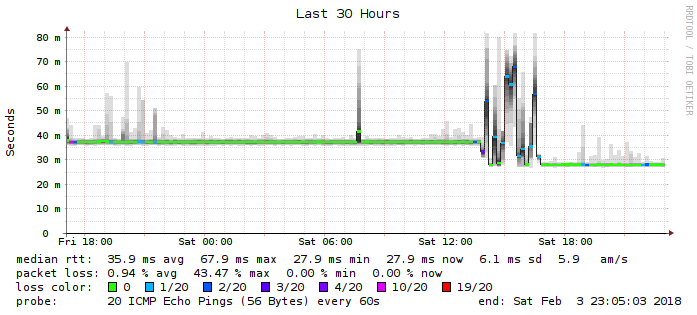 Last 30 Hours
RRDTOOL / TOBI OETIKER
Seconds
80 m
70 m
60 m
50 m
40 m
30 m
20 m
10 m
0
Fri 18:00 Sat 00:00 Sat 06:00 Sat 12:00 Sat 18:00
median rtt: 35.9 ms avg 67.9 ms max 27.9 ms min 27.9 ms now 6.1 ms sd 5.9 am/s
packet loss: 0.94 % avg 43.47 % max 0.00 % min 0.00 % now
loss color: 0 1/20 2/20 3/20 4/20 10/20 19/20
probe: 20 ICMP Echo Pings (56 Bytes) every 60s end: Sat Feb 3 23:05:03 2018